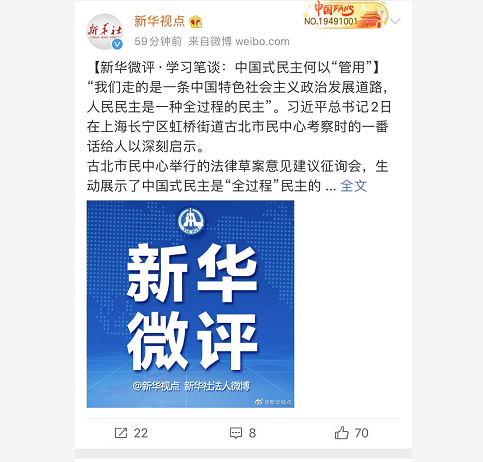 新华社
新华视点
中国FANS
NO.19491001
59分钟前 来自微博 weibo.com
【新华微评·学习笔谈：中国式民主何以“管用”】
“我们走的是一条中国特色社会主义政治发展道路，
人民民主是一种全过程的民主”。习近平总书记2日
在上海长宁区虹桥街道古北市民中心考察时的一番
话给人以深刻启示。
古北市民中心举行的法律草案意见建议征询会，生
动展示了中国式民主是“全过程”民主的 ... 全文
新华
微评
@新华视点 新华社法人微博
@新华视点
22
8
70